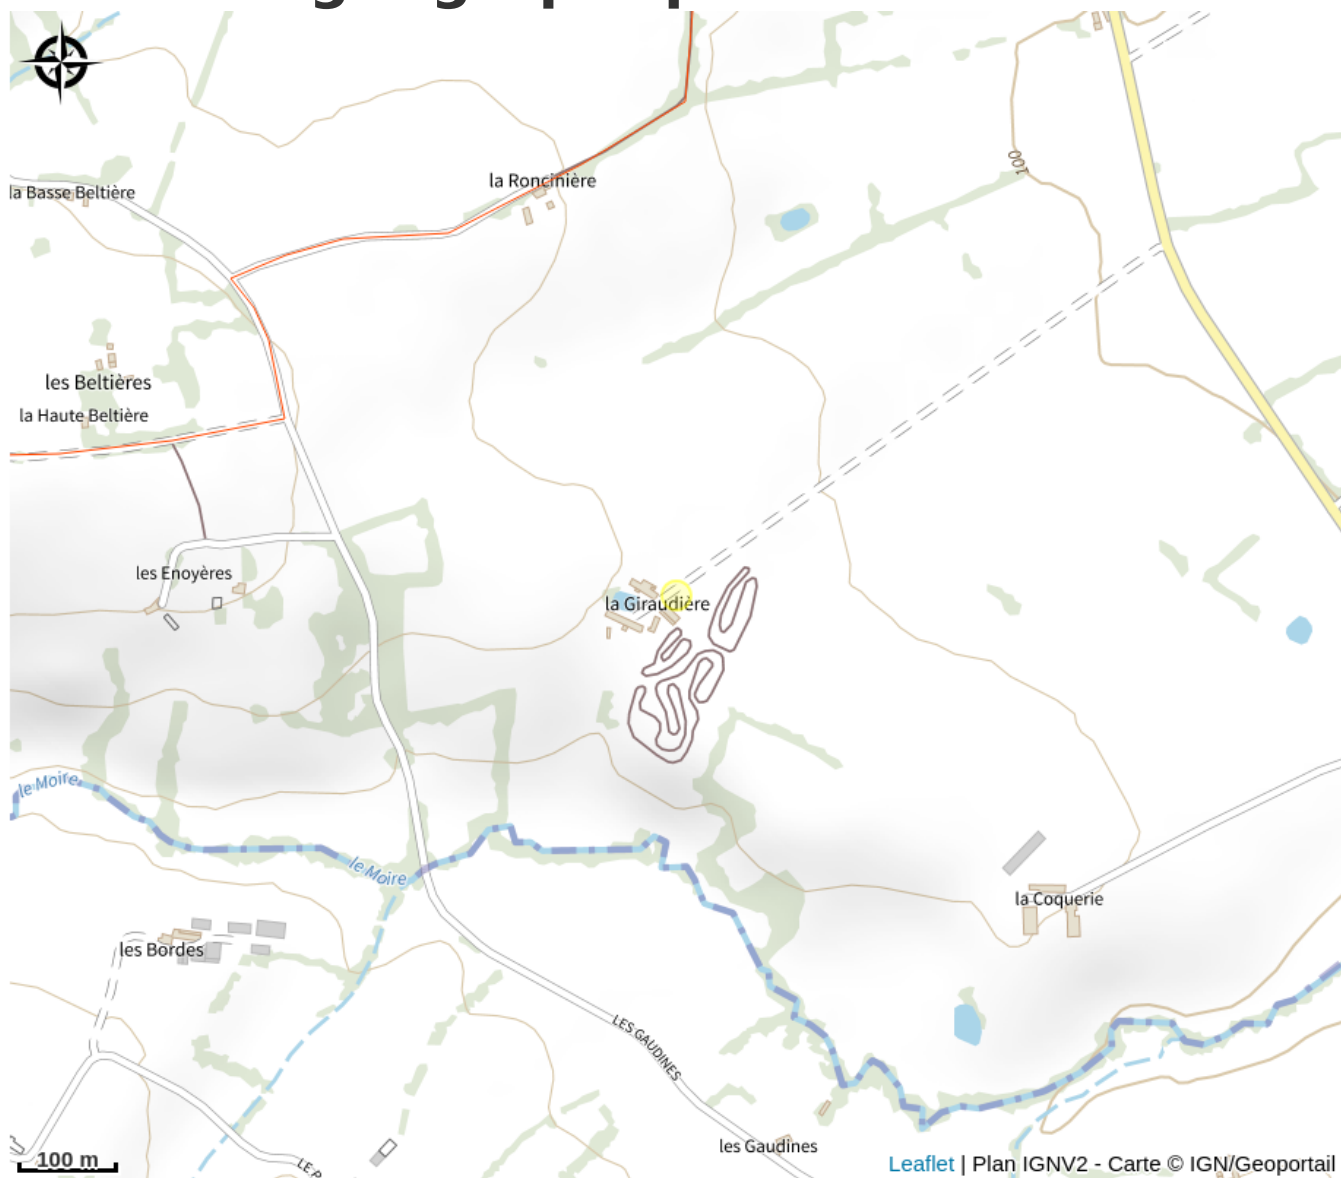 100
la Roncinière
la Basse Beltière
les Beltières
la Haute Beltière
les Enoyères
la Giraudière
le Moire
le Moire
la Coquerie
les Bordes
LES GAUDINES
les Gaudines
100 m
LE P
Leaflet | Plan IGNV2 - Carte © IGN/Geoportail